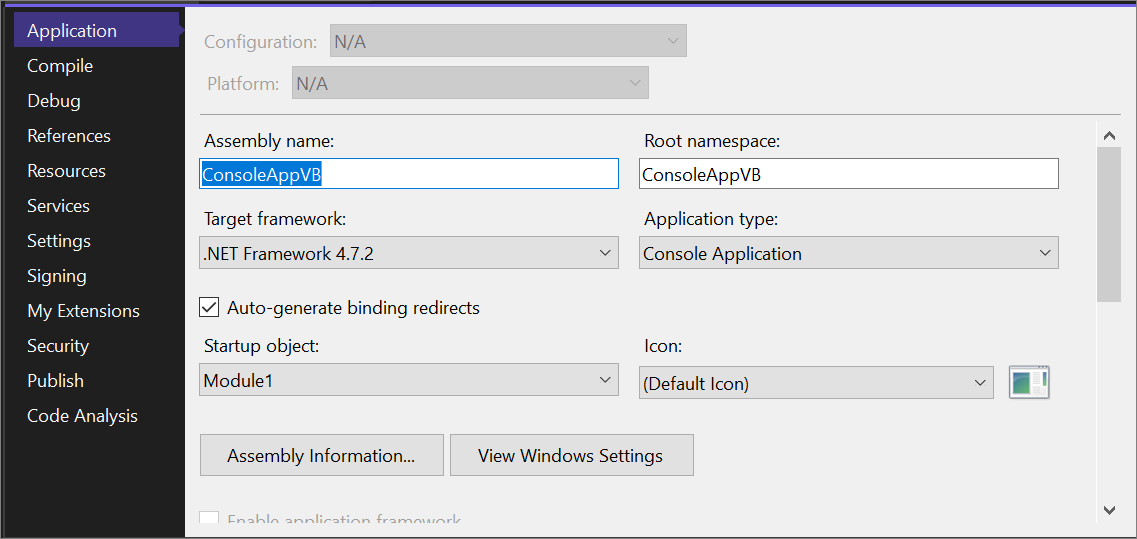 Application
Compile
Debug
References
Resources
Services
Settings
Signing
My Extensions
Security
Publish
Code Analysis
Configuration: N/A
Platform: N/A
Assembly name: Root namespace:
ConsoleAppVB ConsoleAppVB
Target framework: Application type:
.NET Framework 4.7.2 Console Application
Auto-generate binding redirects
Startup object: Icon:
Module1 (Default Icon)
Assembly Information... View Windows Settings
Enable application framework